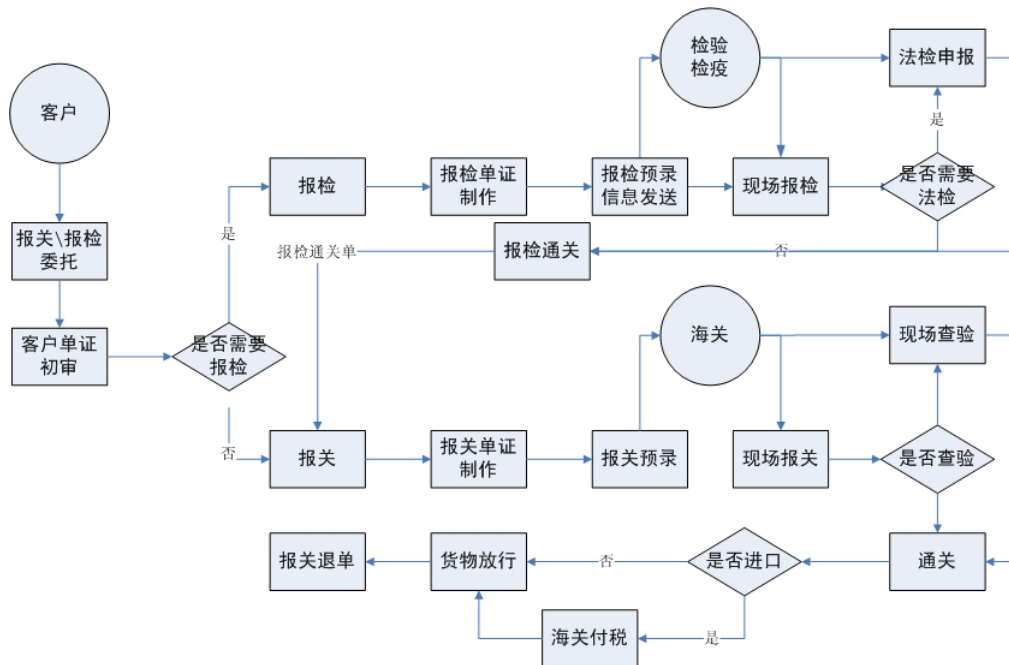 检验
检疫
法检申报
客户
是
报检
报检单证
制作
报检预录
信息发送
现场报检
是否需要
法检
报关\报检
委托
是
报检通关单
报检通关
否
客户单证
初审
是否需要
报检
海关
现场查验
否
报关
报关单证
制作
报关预录
现场报关
是否查验
报关退单
货物放行
否
是否进口
通关
海关付税
是